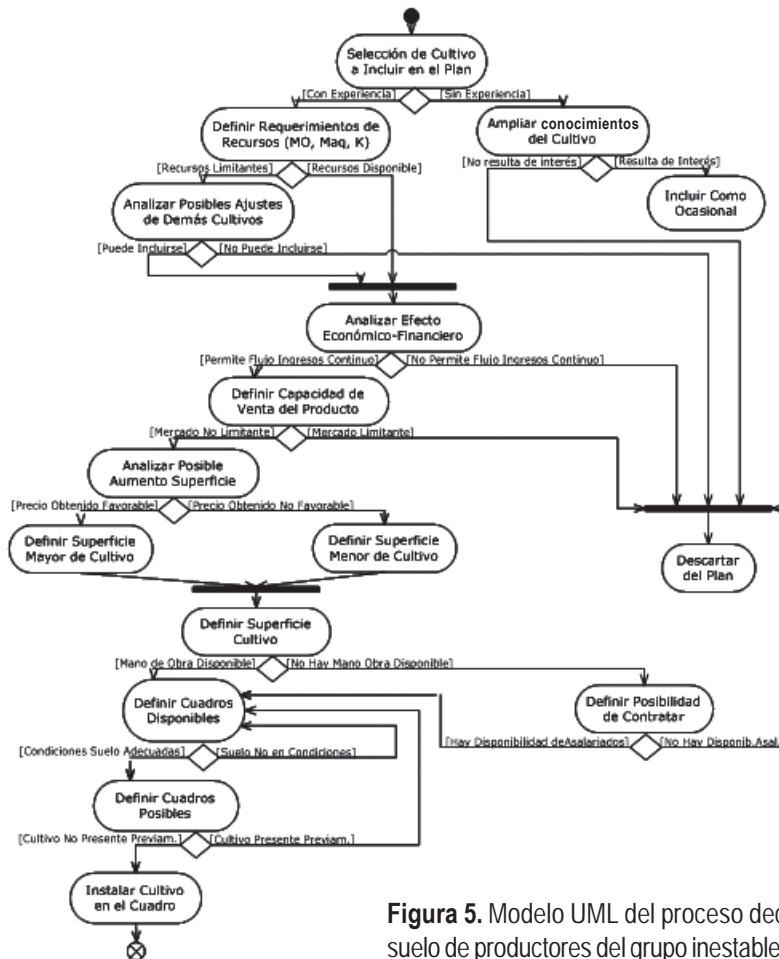 Selección de Cultivo
a Incluir en el Plan
[Con Experiencia]
[Sin Experiencia]
Definir Requerimientos de
Recursos (MO, Maq, K)
Ampliar conocimientos
del Cultivo
[Recursos Limitantes]
[Recursos Disponible]
[No resulta de interés]
[Resulta de Interés]
Analizar Posibles Ajustes
de Demás Cultivos
Incluir Como
Ocasional
[Puede Incluirse]
[No Puede Incluirse]
Analizar Efecto
Económico-Financiero
[Permite Flujo Ingresos Continuo]
[No Permite Flujo Ingresos Continuo]
Definir Capacidad de
Venta del Producto
[Mercado No Limitante]
[Mercado Limitante]
Analizar Posible
Aumento Superficie
[Precio Obtenido Favorable]
[Precio Obtenido No Favorable]
Definir Superficie
Mayor de Cultivo
Definir Superficie
Menor de Cultivo
Descartar
del Plan
Definir Superficie
Cultivo
[Mano de Obra Disponible]
[No Hay Mano Obra Disponible]
Definir Cuadros
Disponibles
Definir Posibilidad
de Contratar
[Hay Disponibilidad deAsalariados]
[No Hay Disponib.Asal.
[Condiciones Suelo Adecuadas]
[Suelo No en Condiciones]
Definir Cuadros
Posibles
[Cultivo No Presente Previam.]
[Cultivo Presente Previam.]
Instalar Cultivo
en el Cuadro
Figura 5. Modelo UML del proceso dec
suelo de productores del grupo inestable